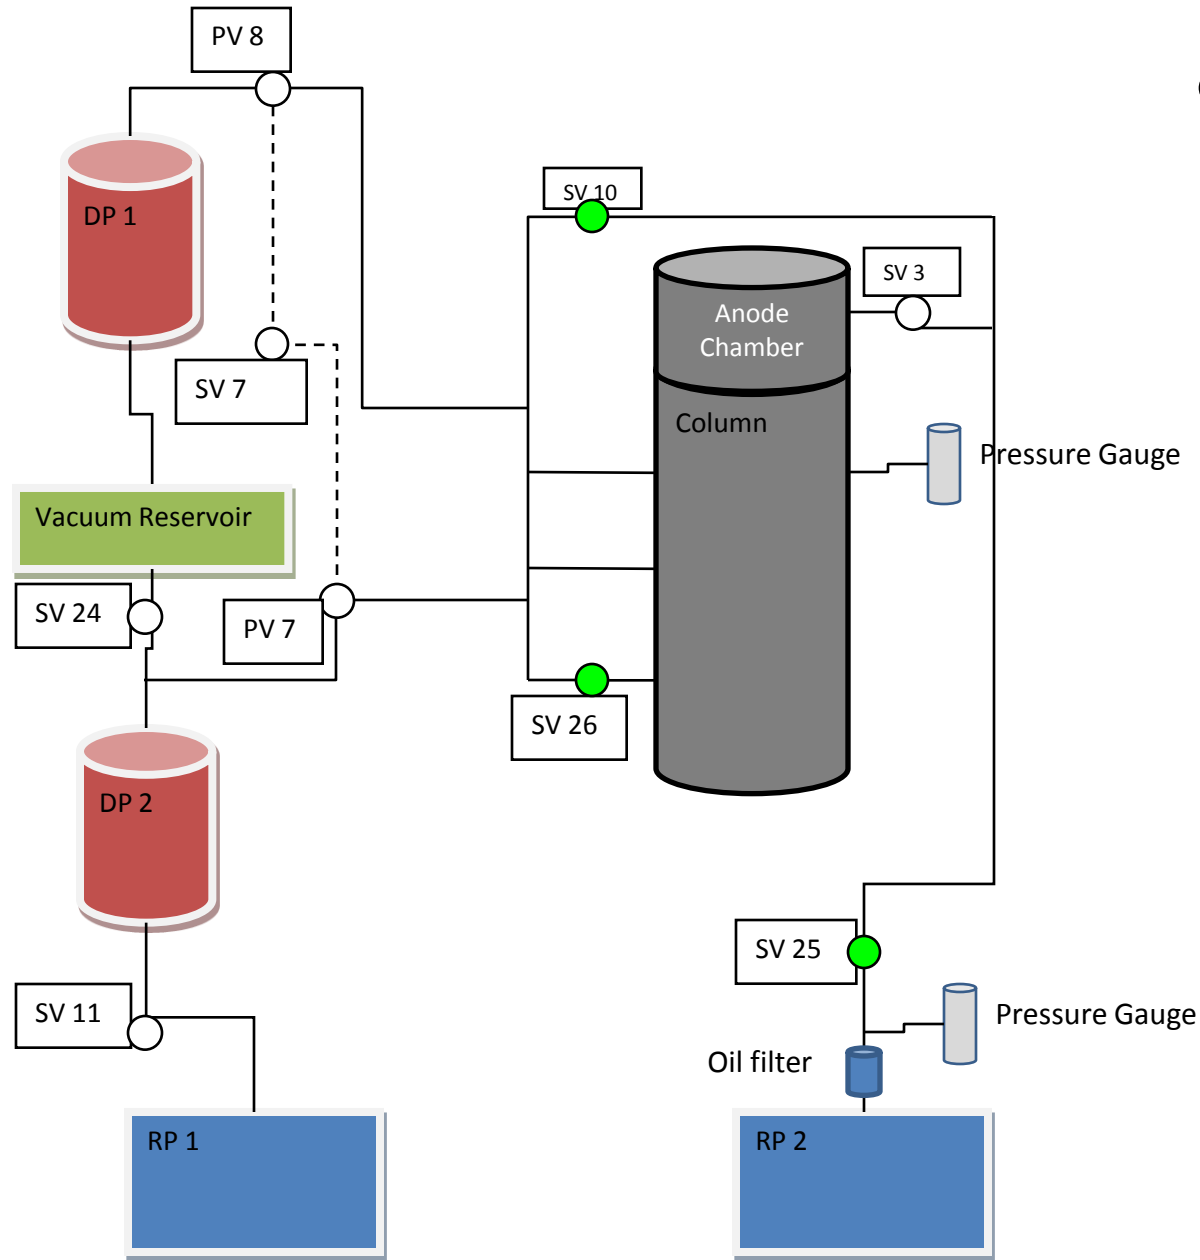 PV 8
SV 10
DP 1
SV 3
Anode
Chamber
SV 7
Column
Pressure Gauge
Vacuum Reservoir
SV 24
PV 7
SV 26
DP 2
SV 25
SV 11
Pressure Gauge
Oil filter
RP 1
RP 2